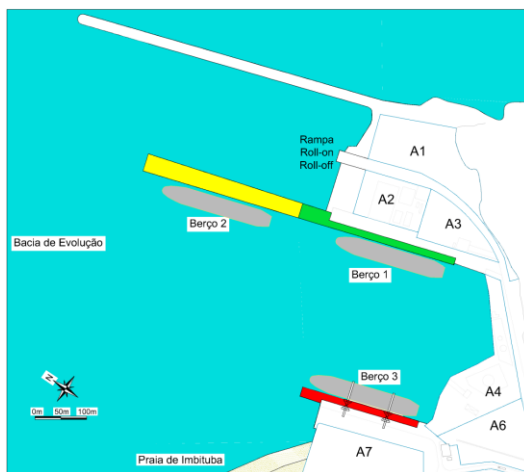 A1
Rampa
Roll-on
Roll-off
A2
A3
Berço 2
Bacia de Evolução
Berço 1
N
0m 50m 100m
Berço 3
A4
A6
A7
Praia de Imbituba